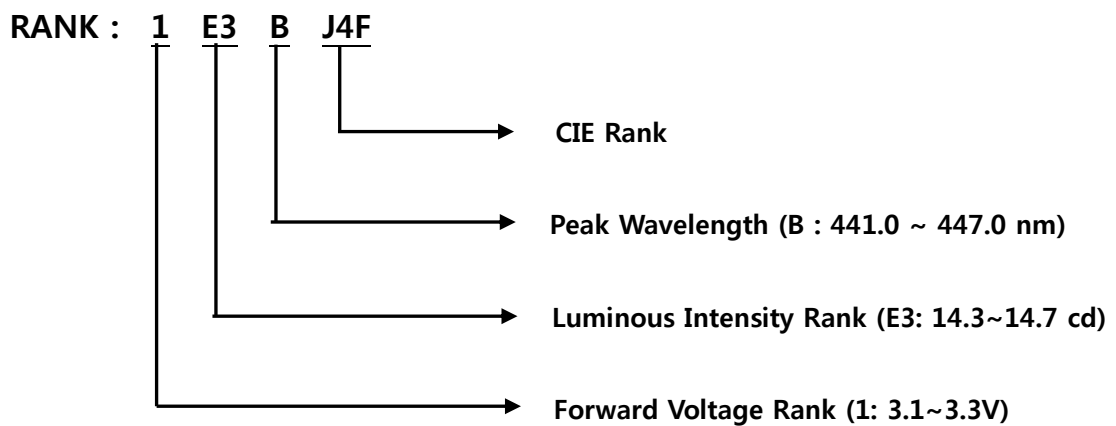 RANK : 1 E3 B J4F
CIE Rank
Peak Wavelength (B : 441.0 ~ 447.0 nm)
Luminous Intensity Rank (E3: 14.3~14.7 cd)
Forward Voltage Rank (1: 3.1~3.3V)